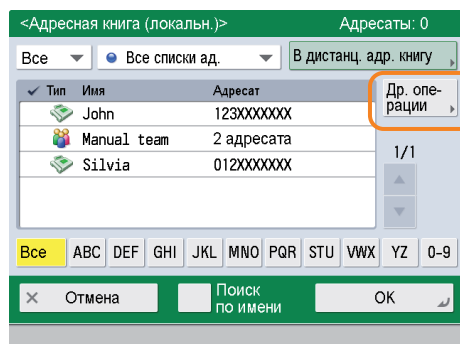 <Адресная книга (локальн.)> Адресаты: 0
Все Все списки ад. В дистанц. адр. книгу
Тип Имя Адресат
Др. опе-
рации
John 123XXXXXXX
Manual team 2 адресата
Silvia 012XXXXXXX
1/1
Все ABC DEF GHI JKL MNO PQR STU VWX YZ 0-9
Отмена Поиск
по имени OK